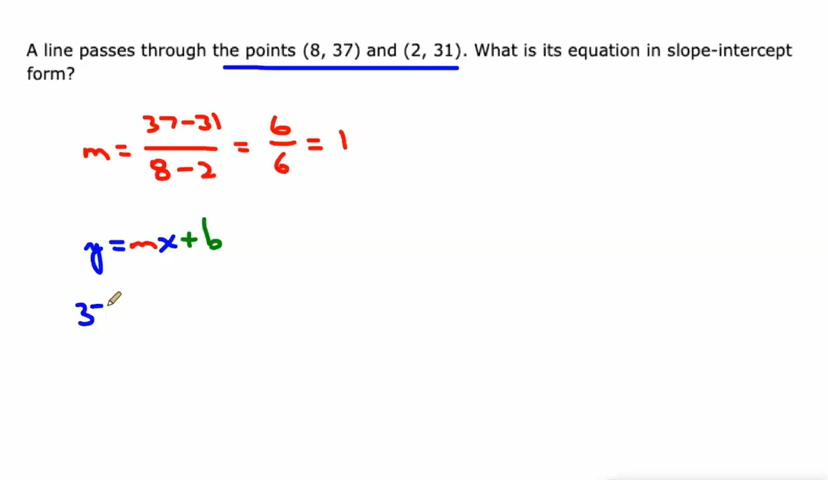 A line passes through the points (8, 37) and (2, 31). What is its equation in slope-intercept
form?
m = 37-31 / 8-2 = 6/6 = 1
y = mx + b
3